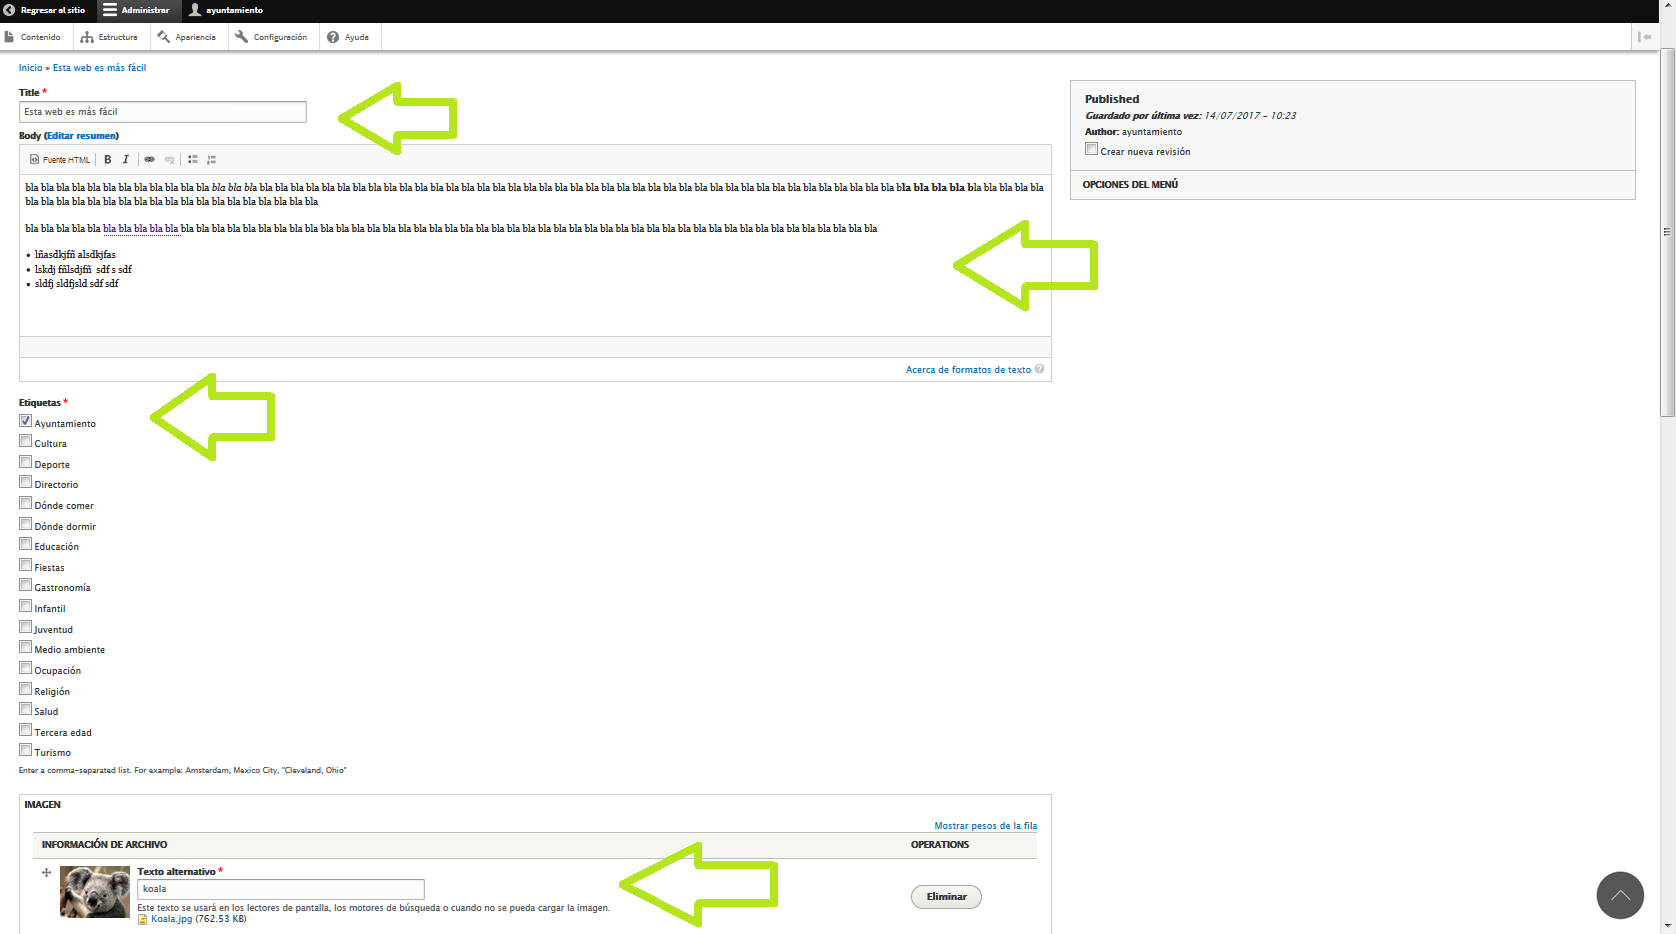 Regresar al sitio Administrar ayuntamiento
Contenido Estructura Apariencia Configuración Ayuda
Inicio » Esta web es más fácil
Title *
Esta web es más fácil
Body (Editar resumen)
Fuente HTML B I
bla bla bla bla bla bla bla bla bla bla bla bla bla bla bla bla bla bla bla bla bla bla bla bla bla bla bla bla bla bla bla bla bla bla bla bla bla bla bla bla bla bla bla bla bla bla bla bla bla bla bla bla bla bla bla bla bla bla bla bla bla bla bla bla bla bla
bla bla bla bla bla bla bla bla bla bla bla bla bla bla bla bla bla bla bla
bla bla bla bla bla bla bla bla bla bla bla bla bla bla bla bla bla bla bla bla bla bla bla bla bla bla bla bla bla bla bla bla bla bla bla bla bla bla bla bla bla bla bla bla bla bla bla bla bla bla bla bla bla bla bla
• lñasdkjfñ alsdkjfas
• lskdj fñlsdjfñ sdf s sdf
• sldfj sldfjsld sdf sdf
Acerca de formatos de texto ?
Published
Guardado por última vez: 14/07/2017 - 10:23
Author: ayuntamiento
Crear nueva revisión
OPCIONES DEL MENÚ
Etiquetas *
Ayuntamiento
Cultura
Deporte
Directorio
Dónde comer
Dónde dormir
Educación
Fiestas
Gastronomía
Infantil
Juventud
Medio ambiente
Ocupación
Religión
Salud
Tercera edad
Turismo
Enter a comma-separated list. For example: Amsterdam, Mexico City, "Cleveland, Ohio"
IMAGEN
Mostrar pesos de la fila
INFORMACIÓN DE ARCHIVO OPERATIONS
Texto alternativo *
koala
Eliminar
Este texto se usará en los lectores de pantalla, los motores de búsqueda o cuando no se pueda cargar la imagen.
Koala.jpg (762.53 KB)